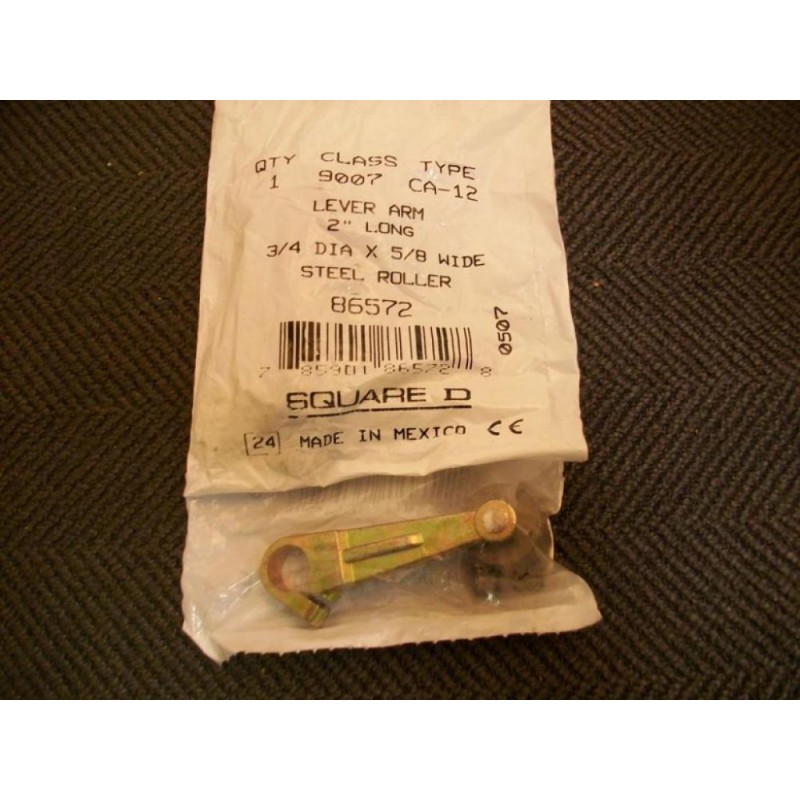 QTY CLASS TYPE
1 9007 CA-12
LEVER ARM
2" LONG
3/4 DIA X 5/8 WIDE
STEEL ROLLER
86572
0507
7 85901 86572 8
SQUARE D
[24] MADE IN MEXICO CE